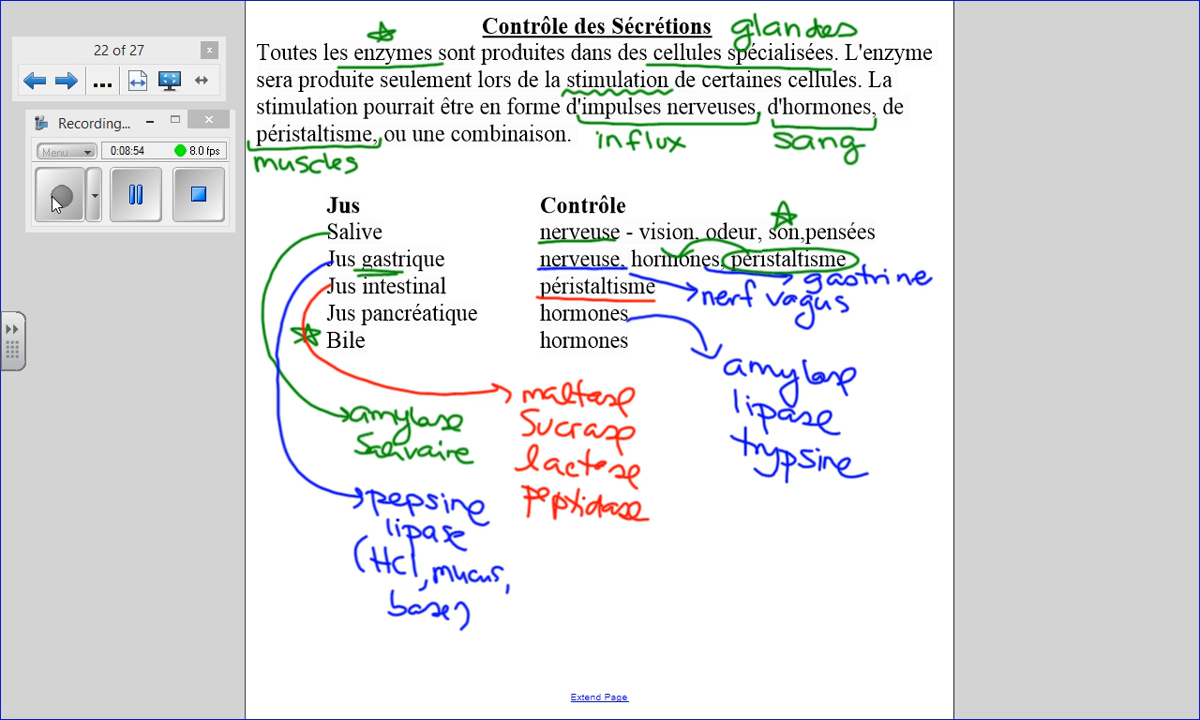 22 of 27
x
Recording...
Menu
0:08:54
8.0 fps
Contrôle des Sécrétions
glandes
Toutes les enzymes sont produites dans des cellules spécialisées. L'enzyme
sera produite seulement lors de la stimulation de certaines cellules. La
stimulation pourrait être en forme d'impulses nerveuses, d'hormones, de
péristaltisme, ou une combinaison.
influx
sang
muscles
Jus Contrôle
Salive nerveuse - vision, odeur, son,pensées
Jus gastrique nerveuse, hormones, péristaltisme
gastrine
Jus intestinal péristaltisme
nerf vagus
Jus pancréatique hormones
Bile hormones
amylase
lipase
trypsine
maltase
Sucrase
lactase
peptidase
amylase
Salivaire
pepsine
lipase
(HCl, mucus,
base)
Extend Page